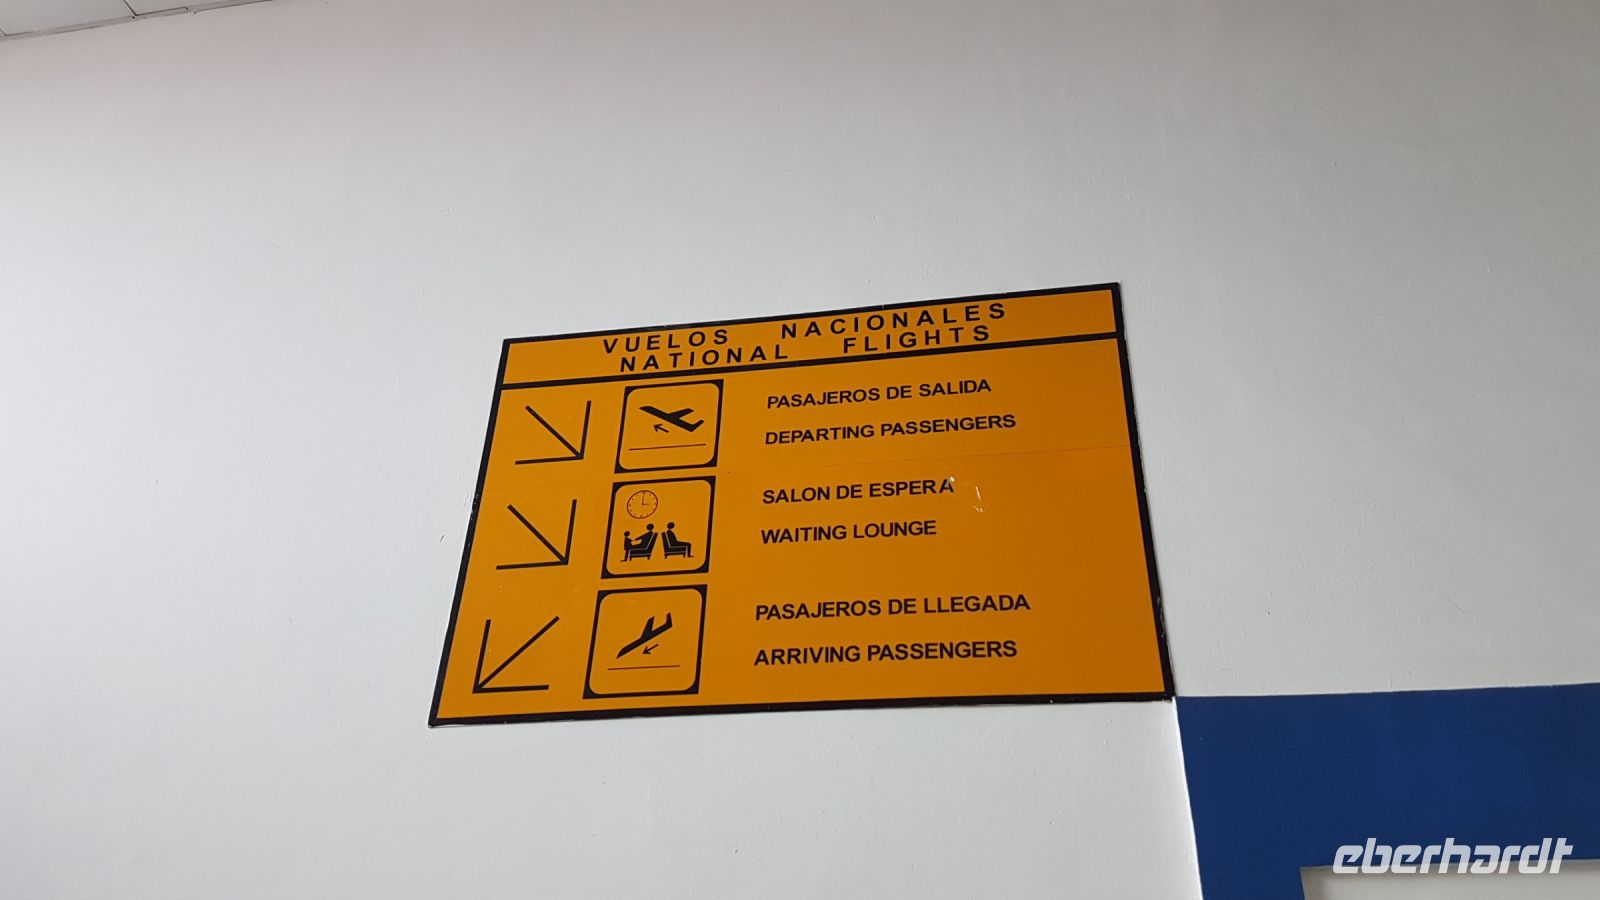 VUELOS NACIONALES
NATIONAL FLIGHTS
PASAJEROS DE SALIDA
DEPARTING PASSENGERS
SALON DE ESPERA
WAITING LOUNGE
PASAJEROS DE LLEGADA
ARRIVING PASSENGERS
eberhardt